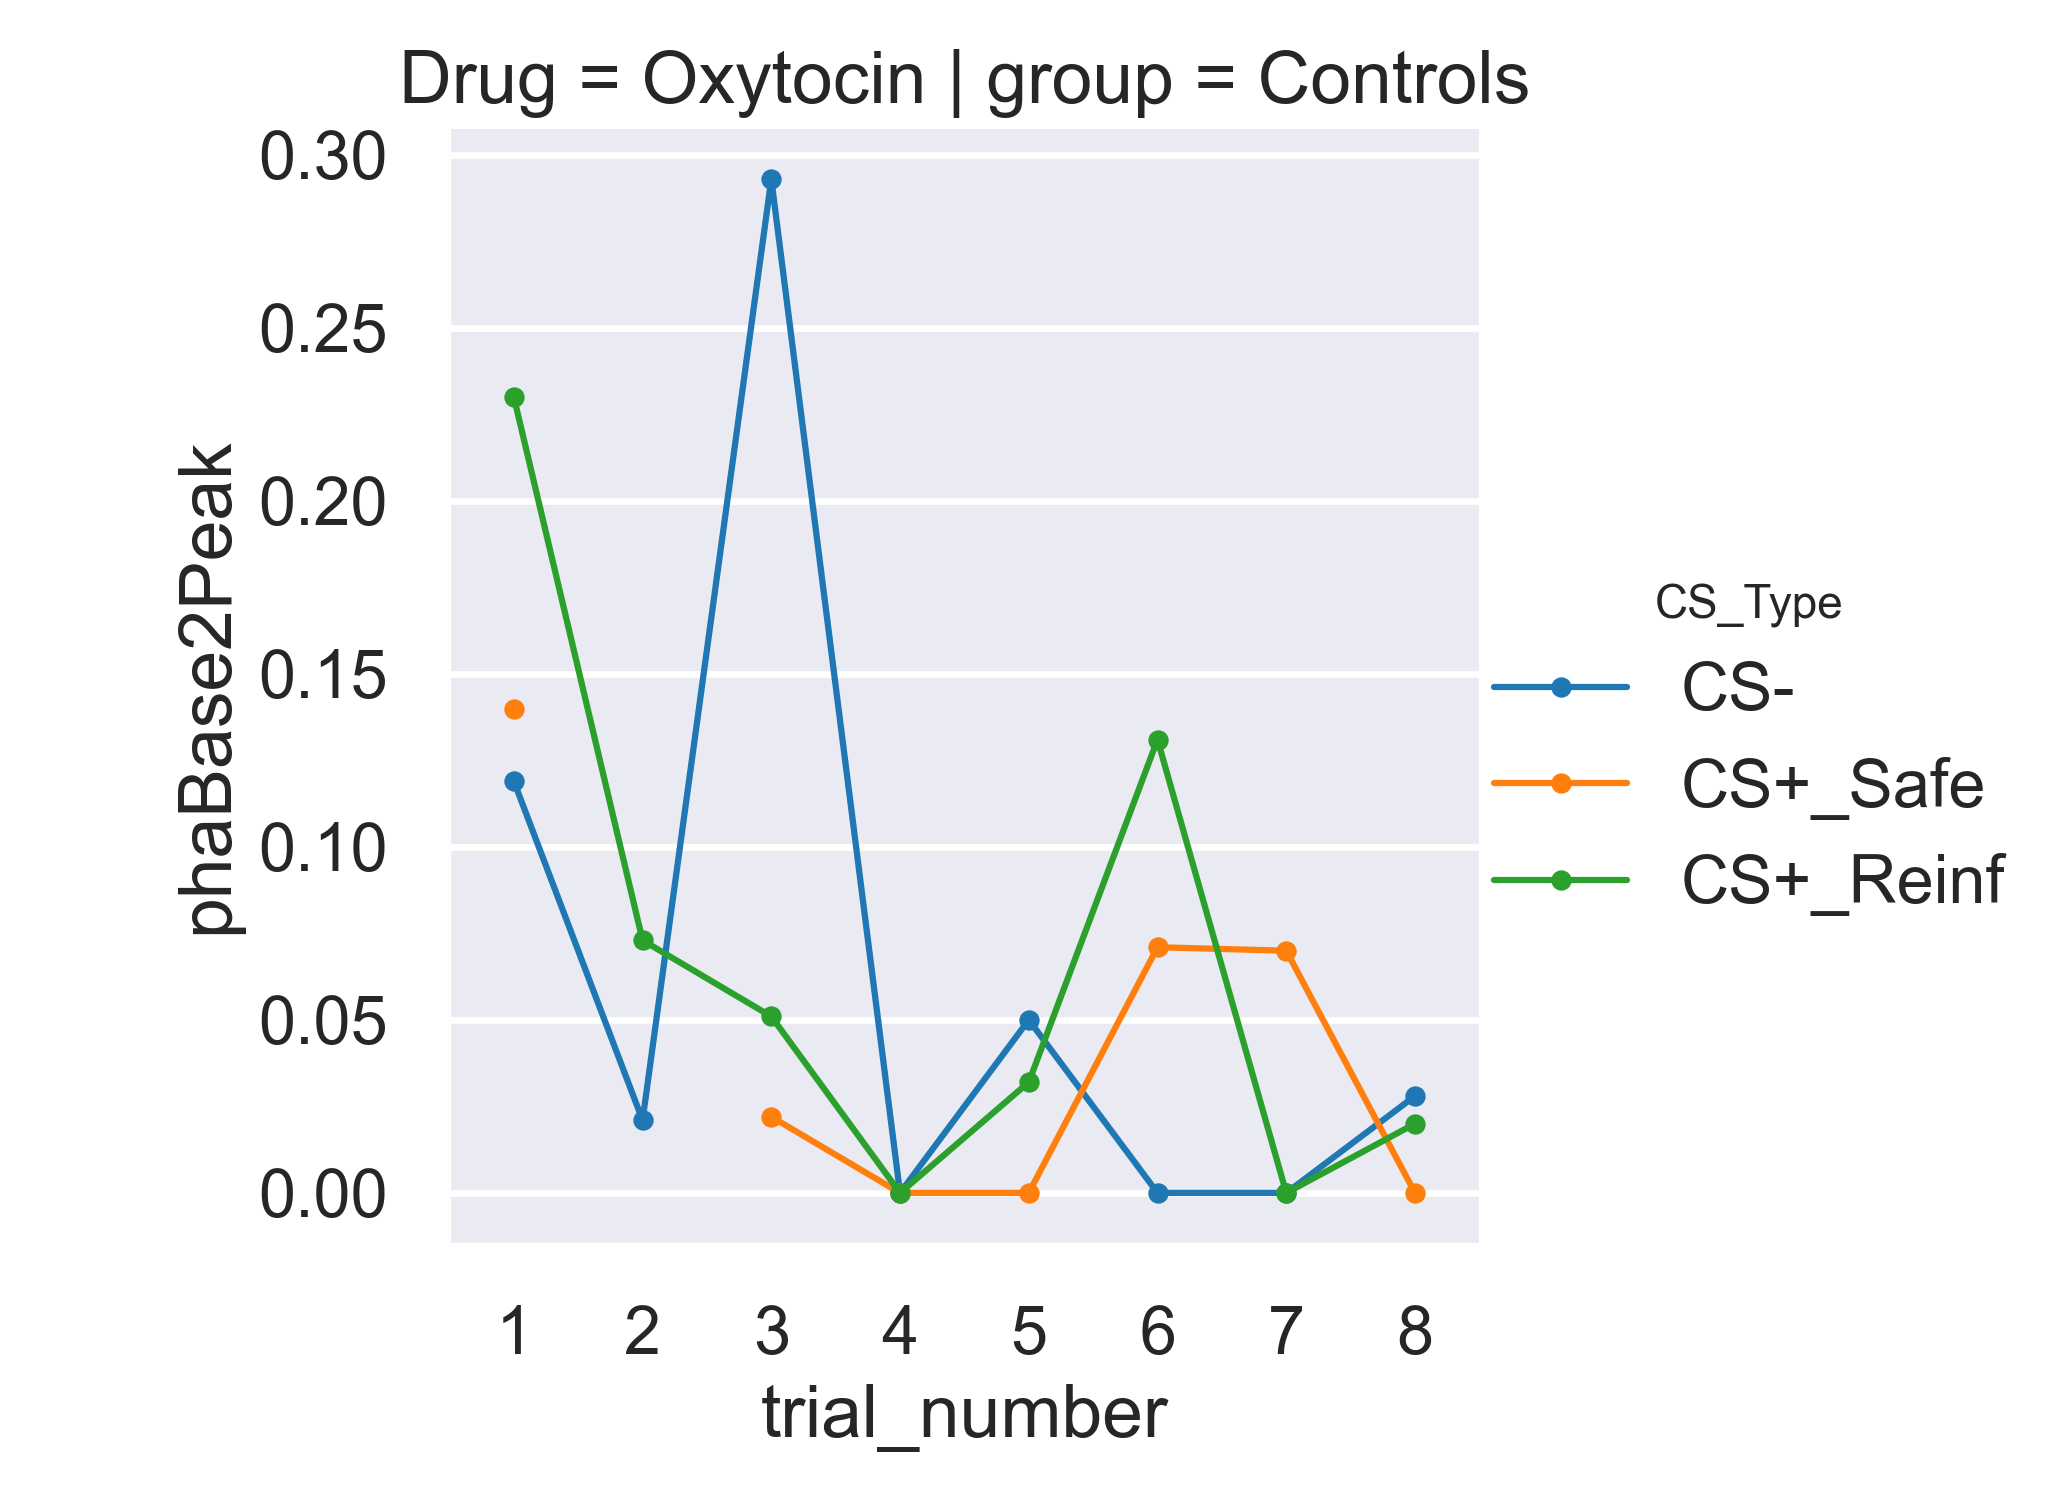 Drug = Oxytocin | group = Controls
0.30
0.25
0.20
0.15
0.10
0.05
0.00
phaBase2Peak
1 2 3 4 5 6 7 8
trial_number
CS_Type
CS-
CS+_Safe
CS+_Reinf